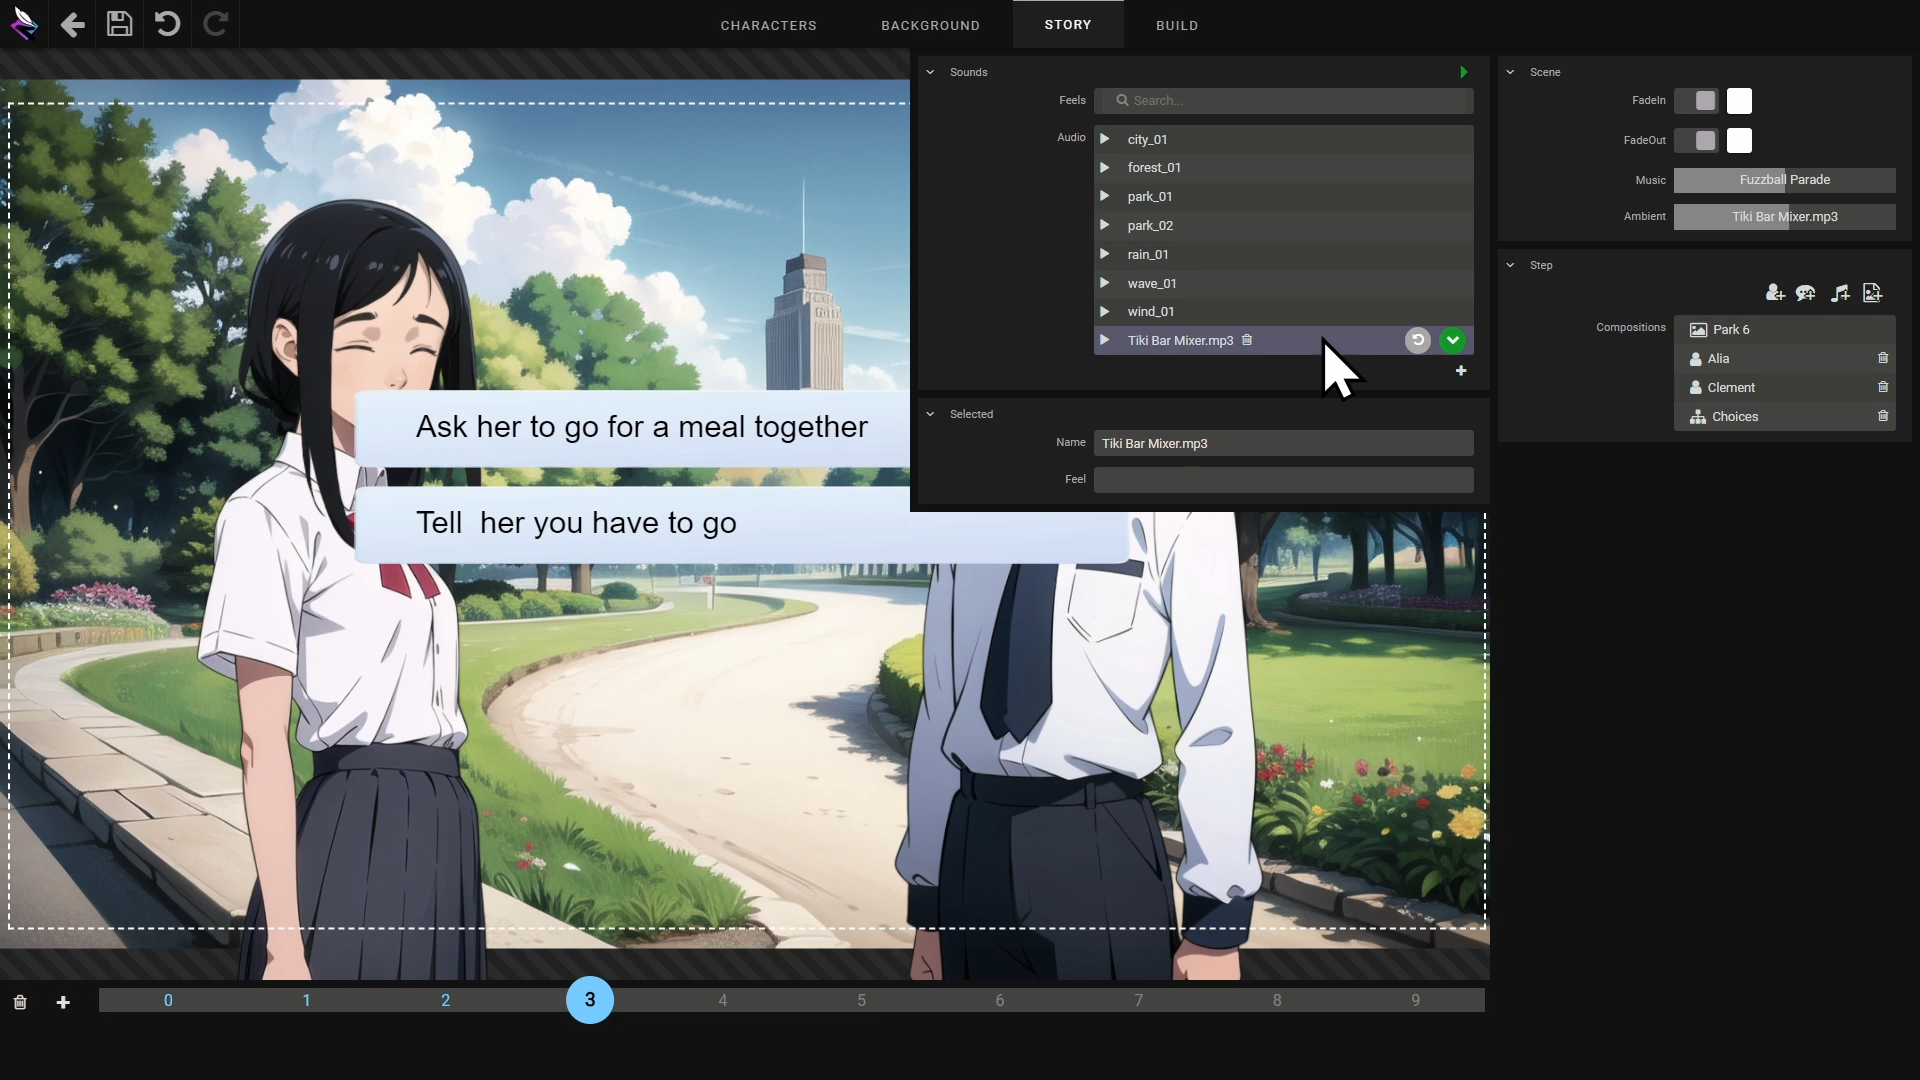 CHARACTERS
BACKGROUND
STORY
BUILD
Sounds
Feels
Search...
Audio
city_01
forest_01
park_01
park_02
rain_01
wave_01
wind_01
Tiki Bar Mixer.mp3
Selected
Name
Tiki Bar Mixer.mp3
Feel
Scene
FadeIn
FadeOut
Music
Fuzzball Parade
Ambient
Tiki Bar Mixer.mp3
Step
Compositions
Park 6
Alia
Clement
Choices
Ask her to go for a meal together
Tell  her you have to go
0 1 2 3 4 5 6 7 8 9